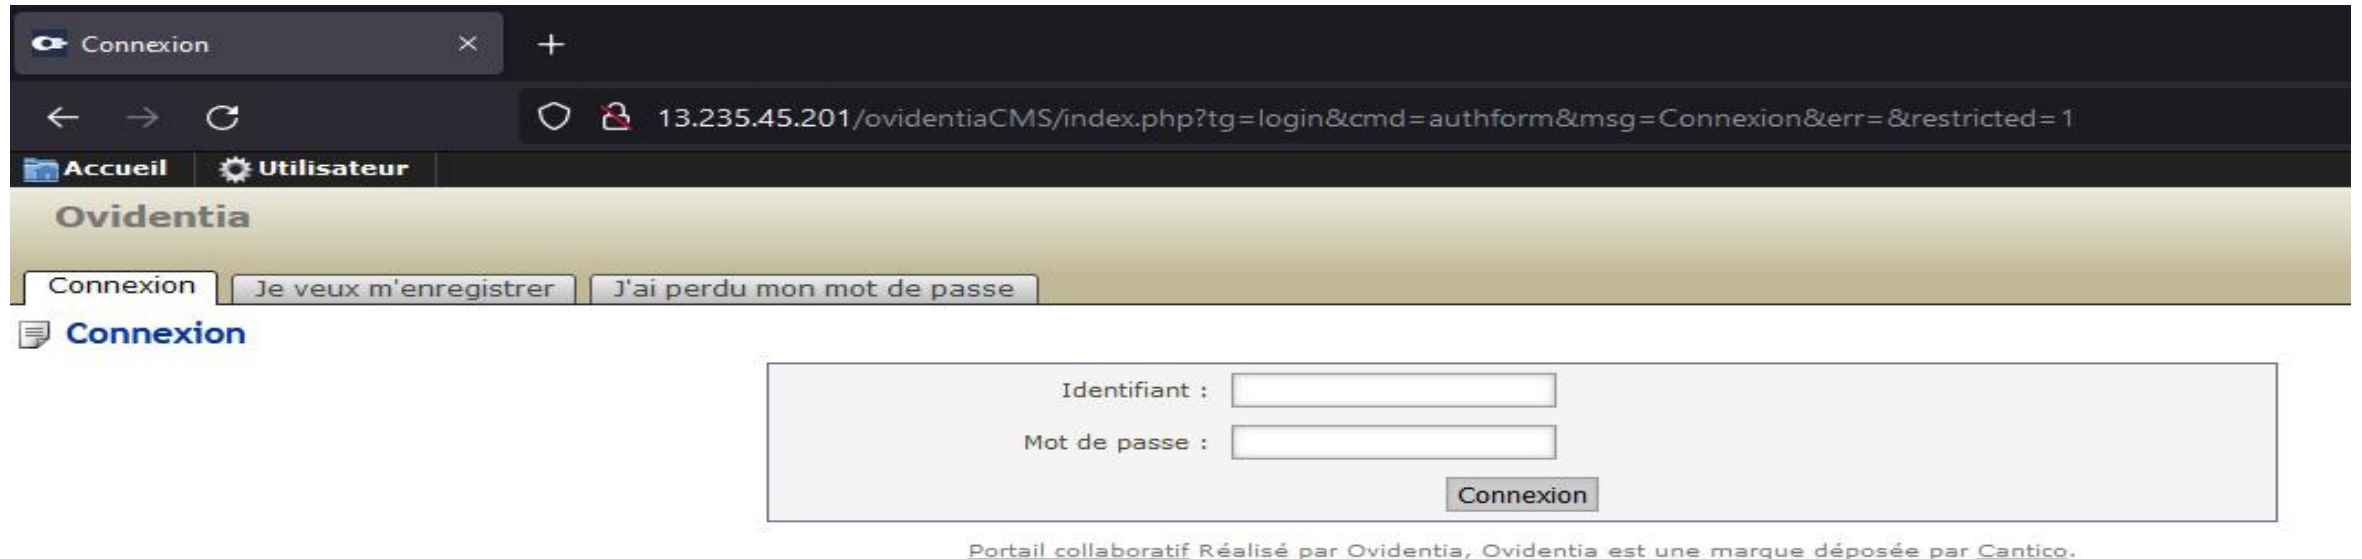 Connexion
13.235.45.201/ovidentiaCMS/index.php?tg=login&cmd=authform&msg=Connexion&err=&restricted=1
Accueil Utilisateur
Ovidentia
Connexion Je veux m'enregistrer J'ai perdu mon mot de passe
Connexion
Identifiant :
Mot de passe :
Connexion
Portail collaboratif Réalisé par Ovidentia, Ovidentia est une marque déposée par Cantico.